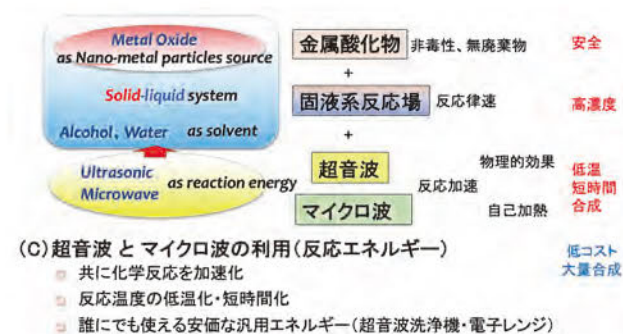 Metal Oxide
as Nano-metal particles source
Solid-liquid system
Alcohol、Water as solvent
Ultrasonic
Microwave
as reaction energy
金属酸化物 非毒性、無廃棄物 安全
+
固液系反応場 反応律速 高濃度
+
超音波 物理的効果
反応加速
マイクロ波 自己加熱
低温
短時間
合成
(C)超音波 と マイクロ波の利用(反応エネルギー)
低コスト
大量合成
共に化学反応を加速化
反応温度の低温化・短時間化
誰にでも使える安価な汎用エネルギー(超音波洗浄機・電子レンジ)